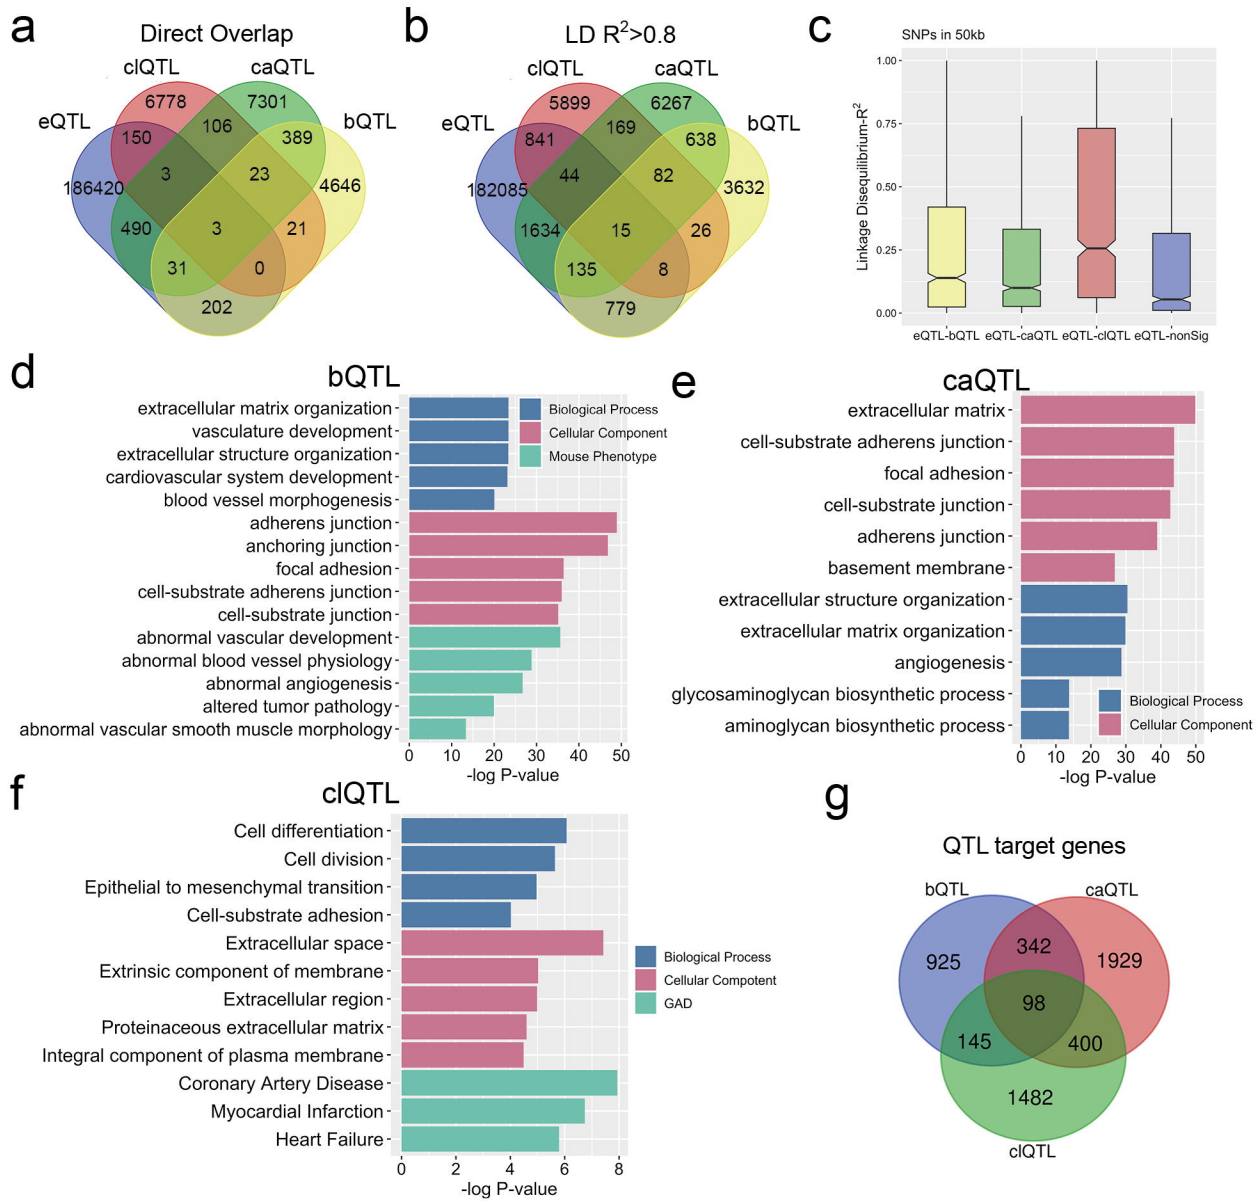 a
Direct Overlap
clQTL
caQTL
eQTL
bQTL
6778
7301
150
106
389
186420
3
23
4646
490
3
21
31
0
202
b
LD R²>0.8
clQTL
caQTL
eQTL
bQTL
5899
6267
841
169
638
182085
44
82
3632
1634
15
26
135
8
779
c
SNPs in 50kb
Linkage Disequilibrium-R²
1.00
0.75
0.50
0.25
0.00
eQTL-bQTL eQTL-caQTL eQTL-clQTL eQTL-nonSig
d
bQTL
extracellular matrix organization
vasculature development
extracellular structure organization
cardiovascular system development
blood vessel morphogenesis
adherens junction
anchoring junction
focal adhesion
cell-substrate adherens junction
cell-substrate junction
abnormal vascular development
abnormal blood vessel physiology
abnormal angiogenesis
altered tumor pathology
abnormal vascular smooth muscle morphology
Biological Process
Cellular Component
Mouse Phenotype
0 10 20 30 40 50
-log P-value
e
caQTL
extracellular matrix
cell-substrate adherens junction
focal adhesion
cell-substrate junction
adherens junction
basement membrane
extracellular structure organization
extracellular matrix organization
angiogenesis
glycosaminoglycan biosynthetic process
aminoglycan biosynthetic process
Biological Process
Cellular Component
0 10 20 30 40 50
-log P-value
f
clQTL
Cell differentiation
Cell division
Epithelial to mesenchymal transition
Cell-substrate adhesion
Extracellular space
Extrinsic component of membrane
Extracellular region
Proteinaceous extracellular matrix
Integral component of plasma membrane
Coronary Artery Disease
Myocardial Infarction
Heart Failure
Biological Process
Cellular Compotent
GAD
0 2 4 6 8
-log P-value
g
QTL target genes
bQTL
caQTL
925
342
1929
98
145
400
1482
clQTL